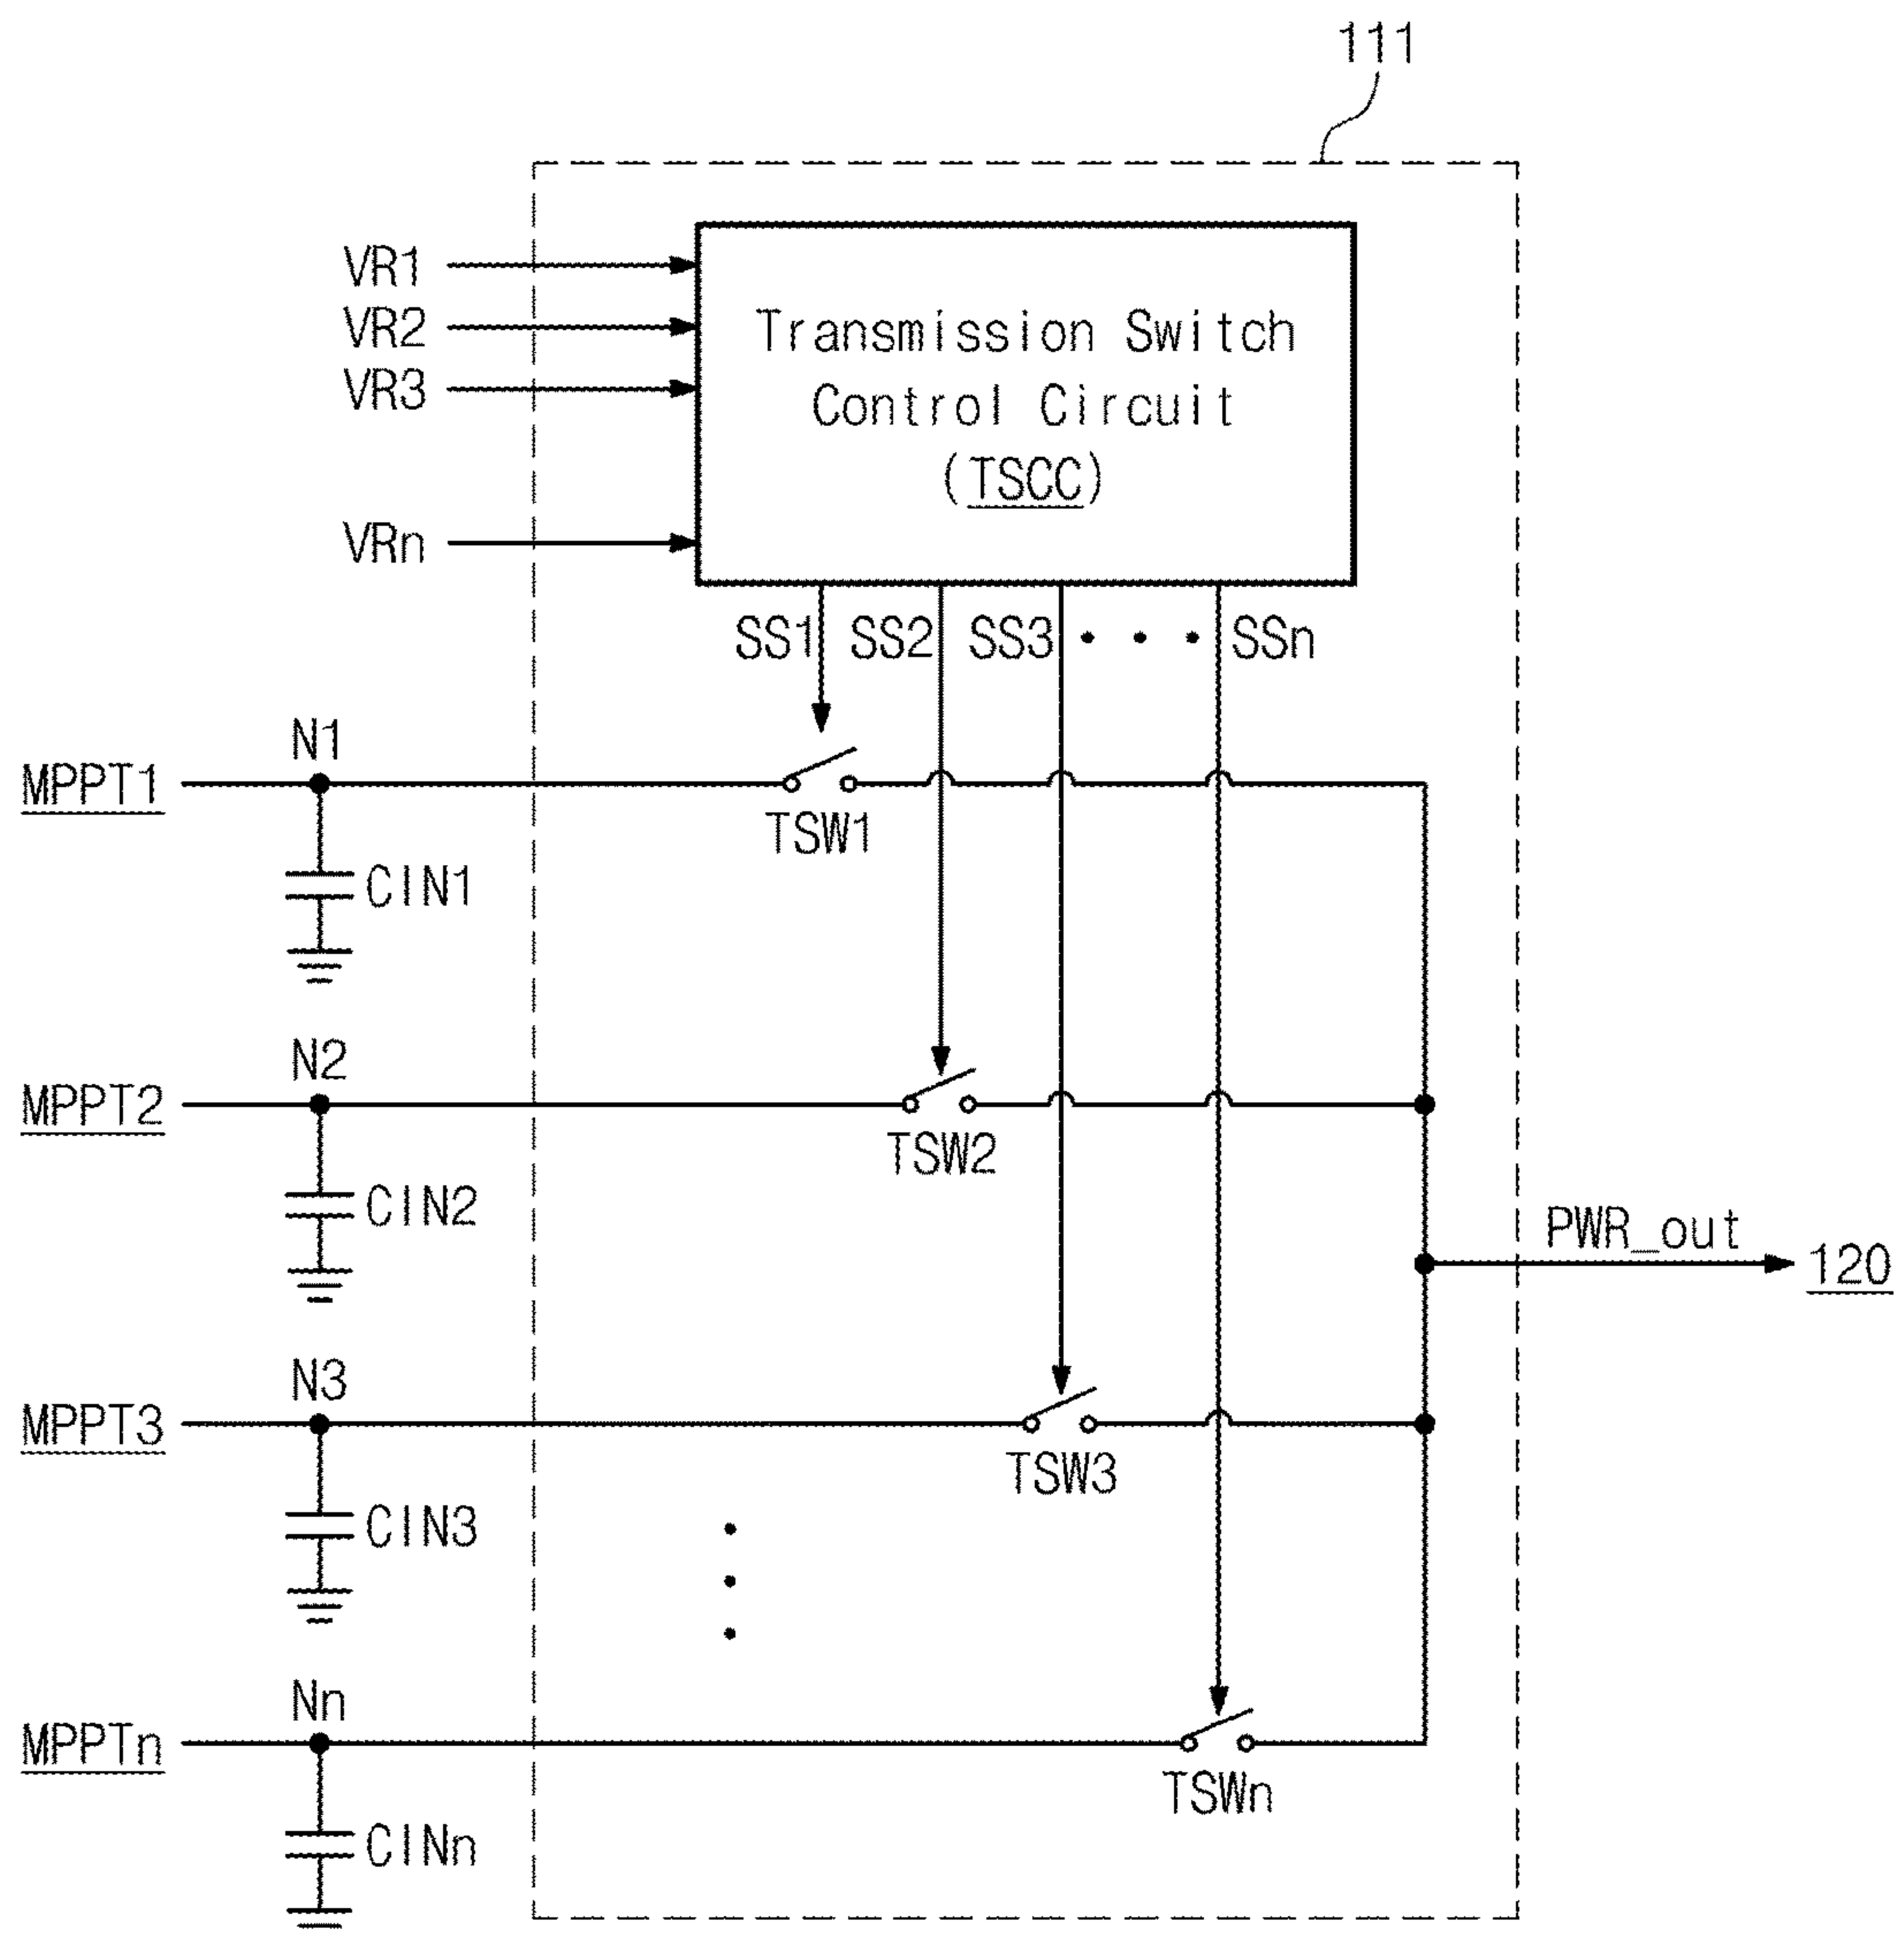 111
VR1
VR2
VR3
VRn
Transmission Switch
Control Circuit
(TSCC)
SS1
SS2
SS3
SSn
N1
MPPT1
TSW1
CIN1
N2
MPPT2
TSW2
CIN2
PWR_out
120
N3
MPPT3
TSW3
CIN3
Nn
MPPTn
TSWn
CINn